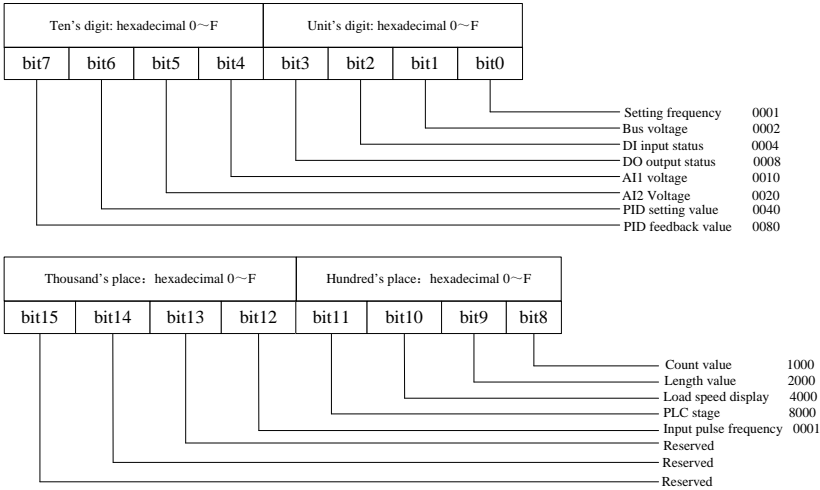 Ten's digit: hexadecimal 0～F Unit's digit: hexadecimal 0～F
bit7 bit6 bit5 bit4 bit3 bit2 bit1 bit0
Setting frequency 0001
Bus voltage 0002
DI input status 0004
DO output status 0008
AI1 voltage 0010
AI2 Voltage 0020
PID setting value 0040
PID feedback value 0080
Thousand's place：hexadecimal 0～F Hundred's place：hexadecimal 0～F
bit15 bit14 bit13 bit12 bit11 bit10 bit9 bit8
Count value 1000
Length value 2000
Load speed display 4000
PLC stage 8000
Input pulse frequency 0001
Reserved
Reserved
Reserved